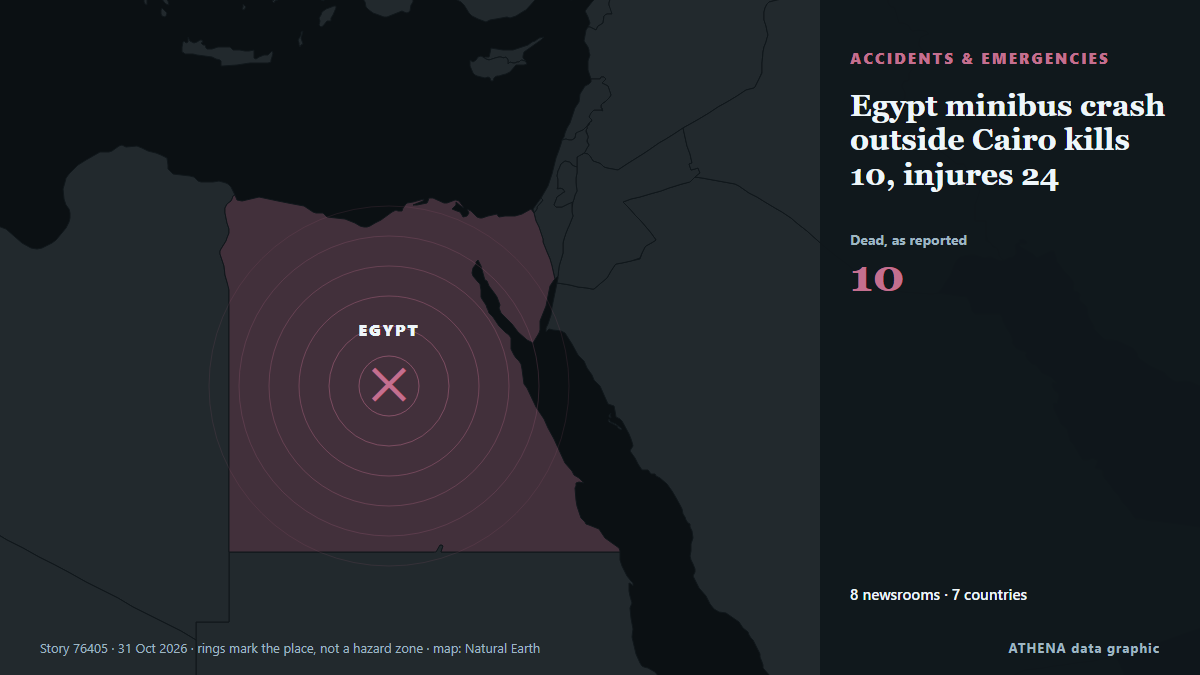 ACCIDENTS & EMERGENCIES
Egypt minibus crash
outside Cairo kills
10, injures 24
Dead, as reported
10
EGYPT
8 newsrooms · 7 countries
Story 76405 · 31 Oct 2026 · rings mark the place, not a hazard zone · map: Natural Earth
ATHENA data graphic